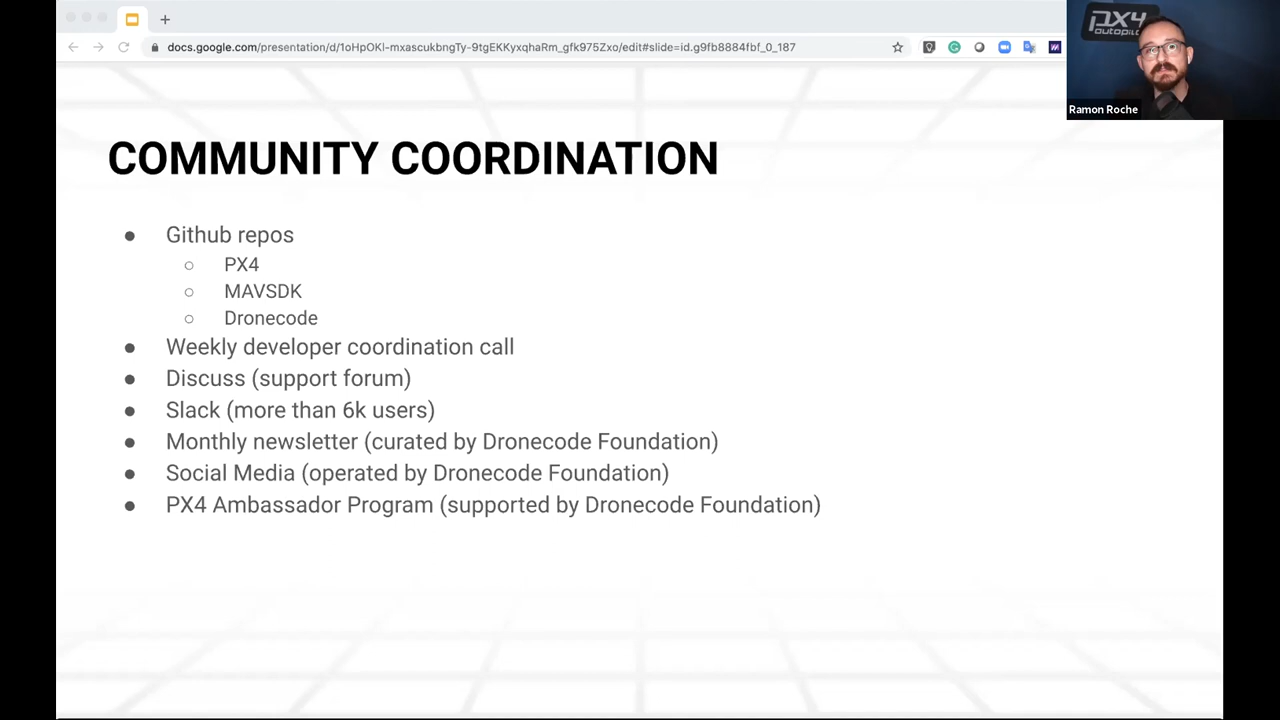 docs.google.com/presentation/d/1oHpOKl-mxascukbngTy-9tgEKKyxqhaRm_gfk975Zxo/edit#slide=id.g9fb8884fbf_0_187
px4
autopilot
Ramon Roche
COMMUNITY COORDINATION
● Github repos
○ PX4
○ MAVSDK
○ Dronecode
● Weekly developer coordination call
● Discuss (support forum)
● Slack (more than 6k users)
● Monthly newsletter (curated by Dronecode Foundation)
● Social Media (operated by Dronecode Foundation)
● PX4 Ambassador Program (supported by Dronecode Foundation)